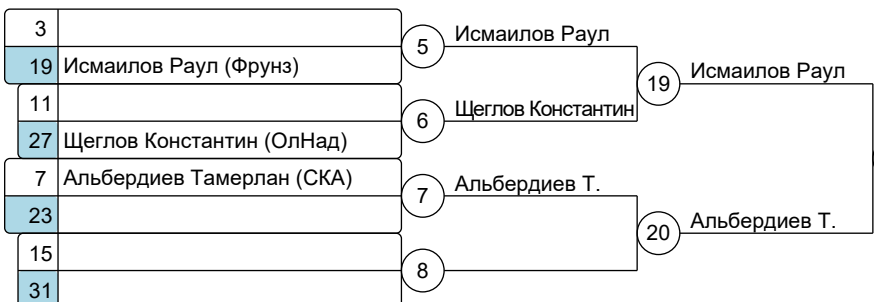 3
19 Исмаилов Раул (Фрунз)
11
27 Щеглов Константин (ОлНад)
7 Альбердиев Тамерлан (СКА)
23
15
31
5
Исмаилов Раул
6
Щеглов Константин
7
Альбердиев Т.
8
19
Исмаилов Раул
20
Альбердиев Т.